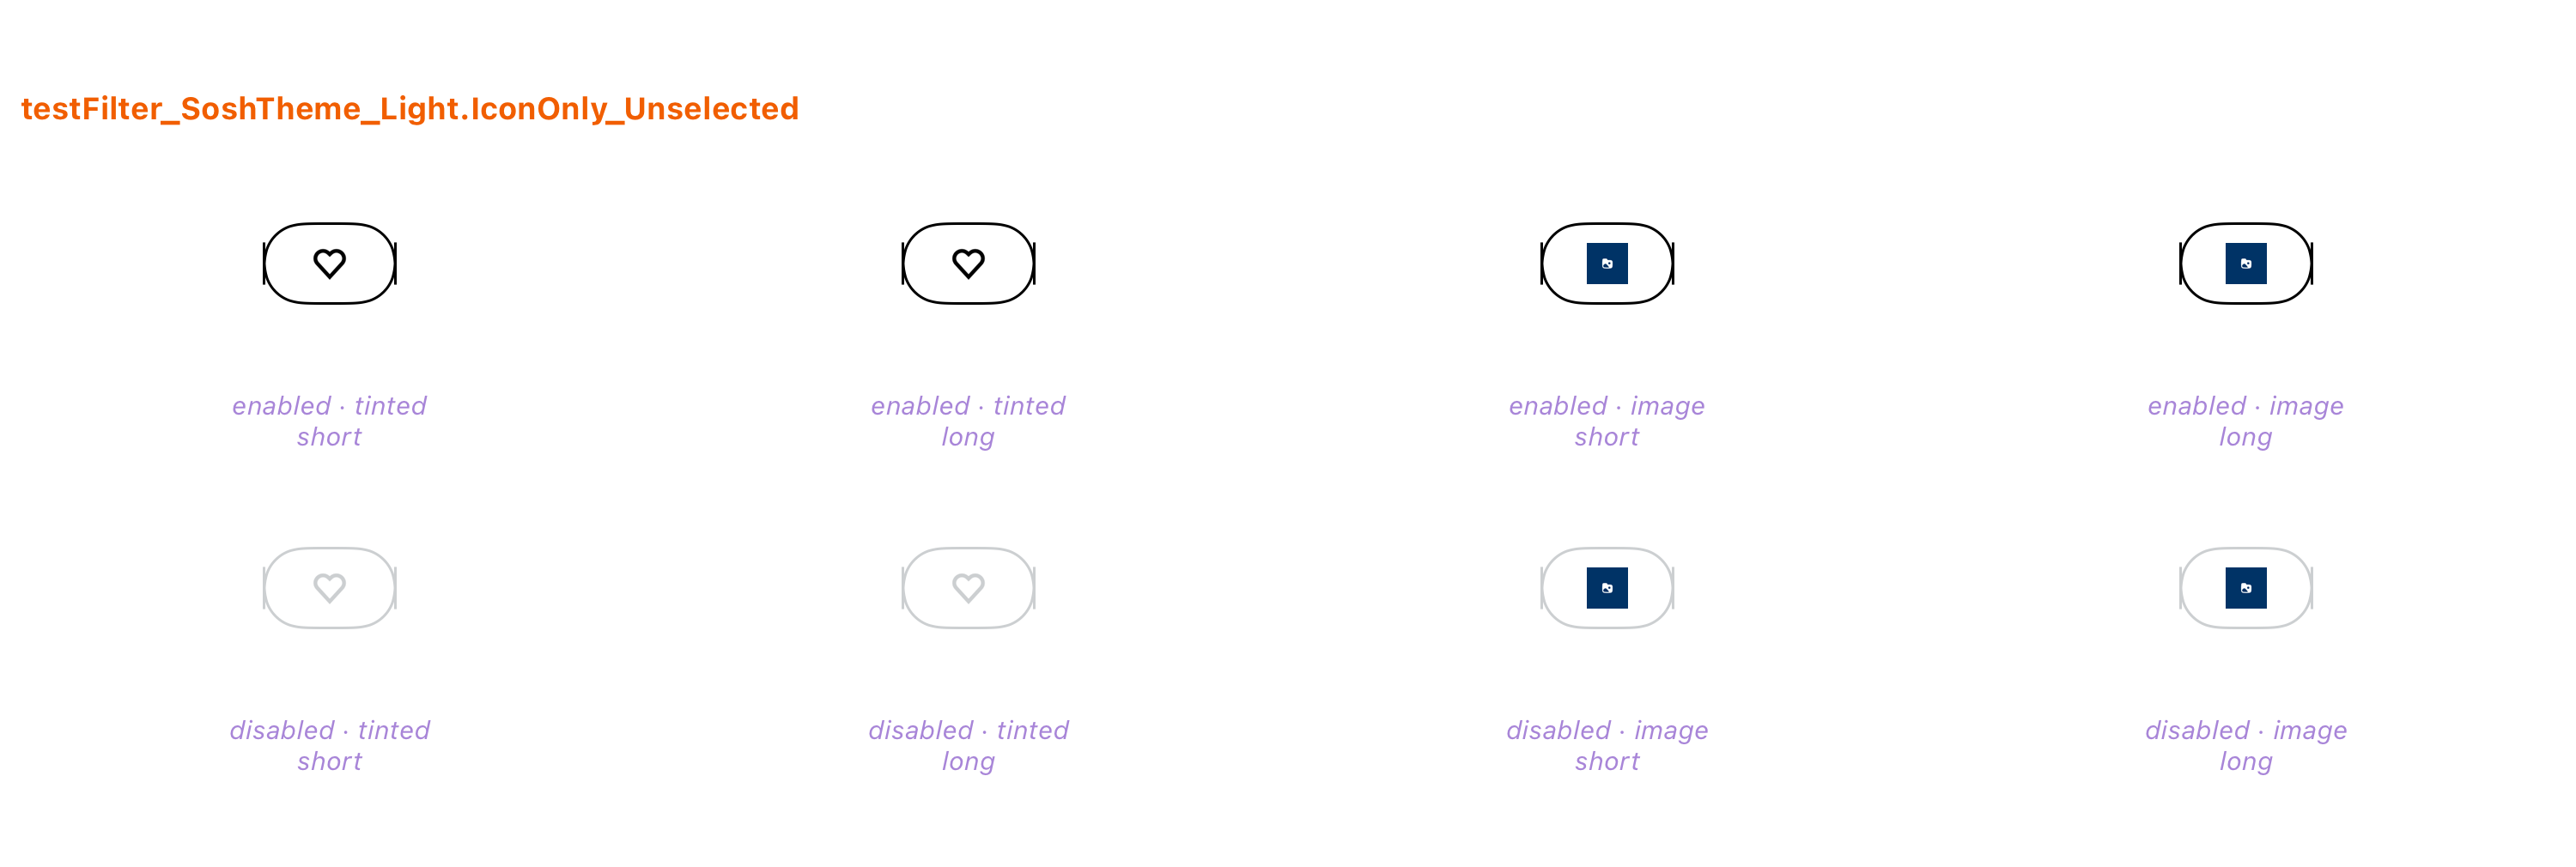 testFilter_SoshTheme_Light.IconOnly_Unselected
enabled · tinted
short
enabled · tinted
long
enabled · image
short
enabled · image
long
disabled · tinted
short
disabled · tinted
long
disabled · image
short
disabled · image
long